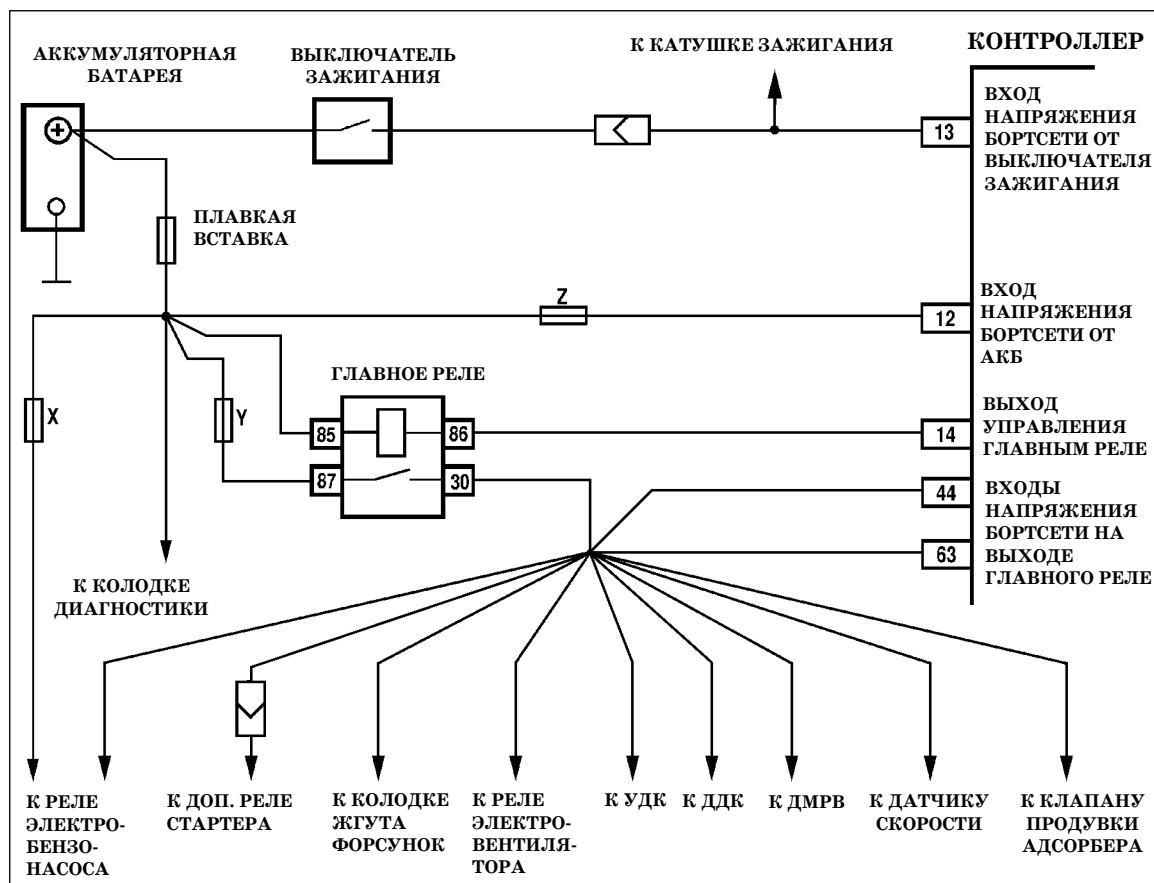 АККУМУЛЯТОРНАЯ
БАТАРЕЯ
ВЫКЛЮЧАТЕЛЬ
ЗАЖИГАНИЯ
К КАТУШКЕ ЗАЖИГАНИЯ
КОНТРОЛЛЕР
13
ВХОД
НАПРЯЖЕНИЯ
БОРТСЕТИ ОТ
ВЫКЛЮЧАТЕЛЯ
ЗАЖИГАНИЯ
+
ПЛАВКАЯ
ВСТАВКА
Z
12
ВХОД
НАПРЯЖЕНИЯ
БОРТСЕТИ ОТ
АКБ
X
Y
ГЛАВНОЕ РЕЛЕ
85
86
87
30
14
ВЫХОД
УПРАВЛЕНИЯ
ГЛАВНЫМ РЕЛЕ
44
63
ВХОДЫ
НАПРЯЖЕНИЯ
БОРТСЕТИ НА
ВЫХОДЕ
ГЛАВНОГО РЕЛЕ
К КОЛОДКЕ
ДИАГНОСТИКИ
К РЕЛЕ
ЭЛЕКТРО-
БЕНЗО-
НАСОСА
К ДОП. РЕЛЕ
СТАРТЕРА
К КОЛОДКЕ
ЖГУТА
ФОРСУНОК
К РЕЛЕ
ЭЛЕКТРО-
ВЕНТИЛЯ-
ТОРА
К УДК
К ДДК
К ДМРВ
К ДАТЧИКУ
СКОРОСТИ
К КЛАПАНУ
ПРОДУВКИ
АДСОРБЕРА